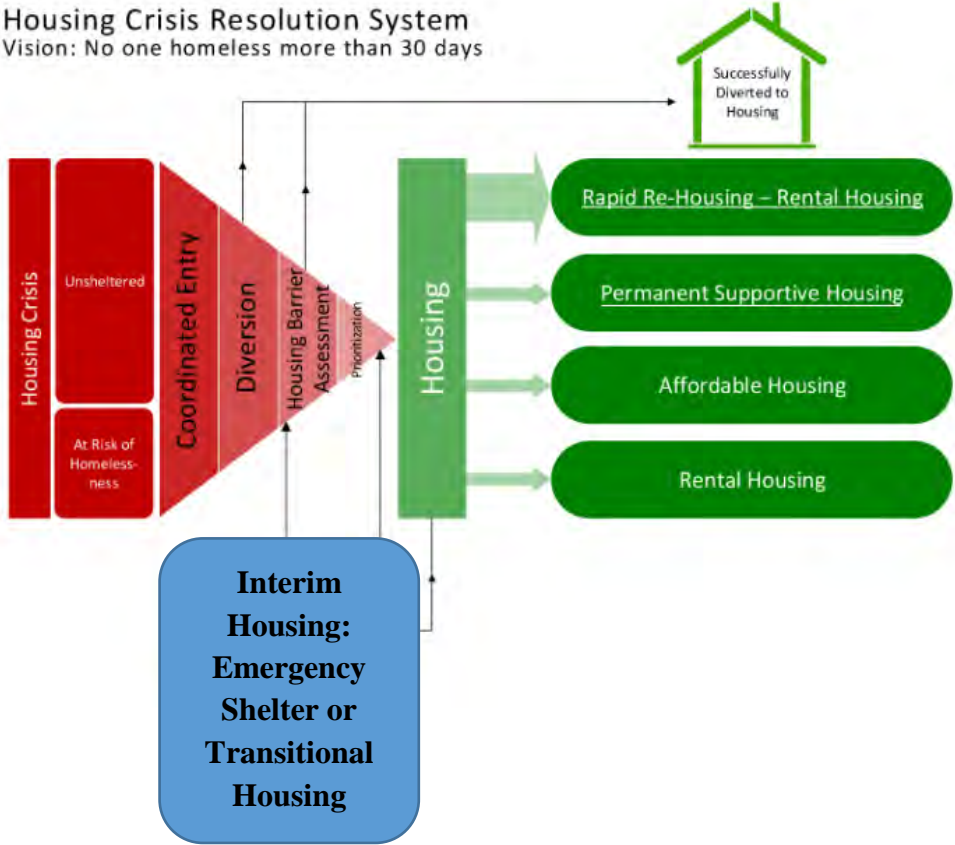 Housing Crisis Resolution System
Vision: No one homeless more than 30 days
Successfully
Diverted to
Housing
Housing Crisis
Unsheltered
At Risk of
Homeless-
ness
Coordinated Entry
Diversion
Housing Barrier
Assessment
Prioritization
Housing
Rapid Re-Housing – Rental Housing
Permanent Supportive Housing
Affordable Housing
Rental Housing
Interim
Housing:
Emergency
Shelter or
Transitional
Housing